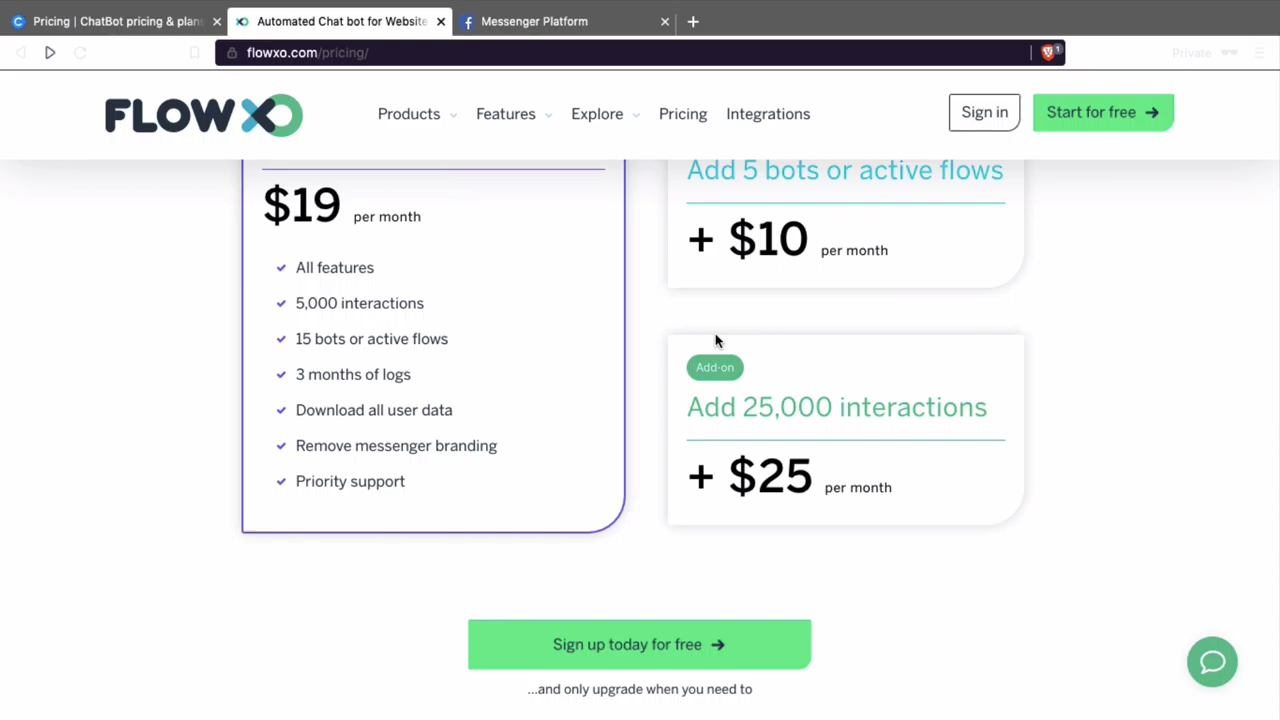 Pricing | ChatBot pricing & plans
Automated Chat bot for Website
Messenger Platform
flowxo.com/pricing/
1
Private
FLOW XO
Products
Features
Explore
Pricing
Integrations
Sign in
Start for free
$19 per month
All features
5,000 interactions
15 bots or active flows
3 months of logs
Download all user data
Remove messenger branding
Priority support
Add 5 bots or active flows
+ $10 per month
Add-on
Add 25,000 interactions
+ $25 per month
Sign up today for free
...and only upgrade when you need to